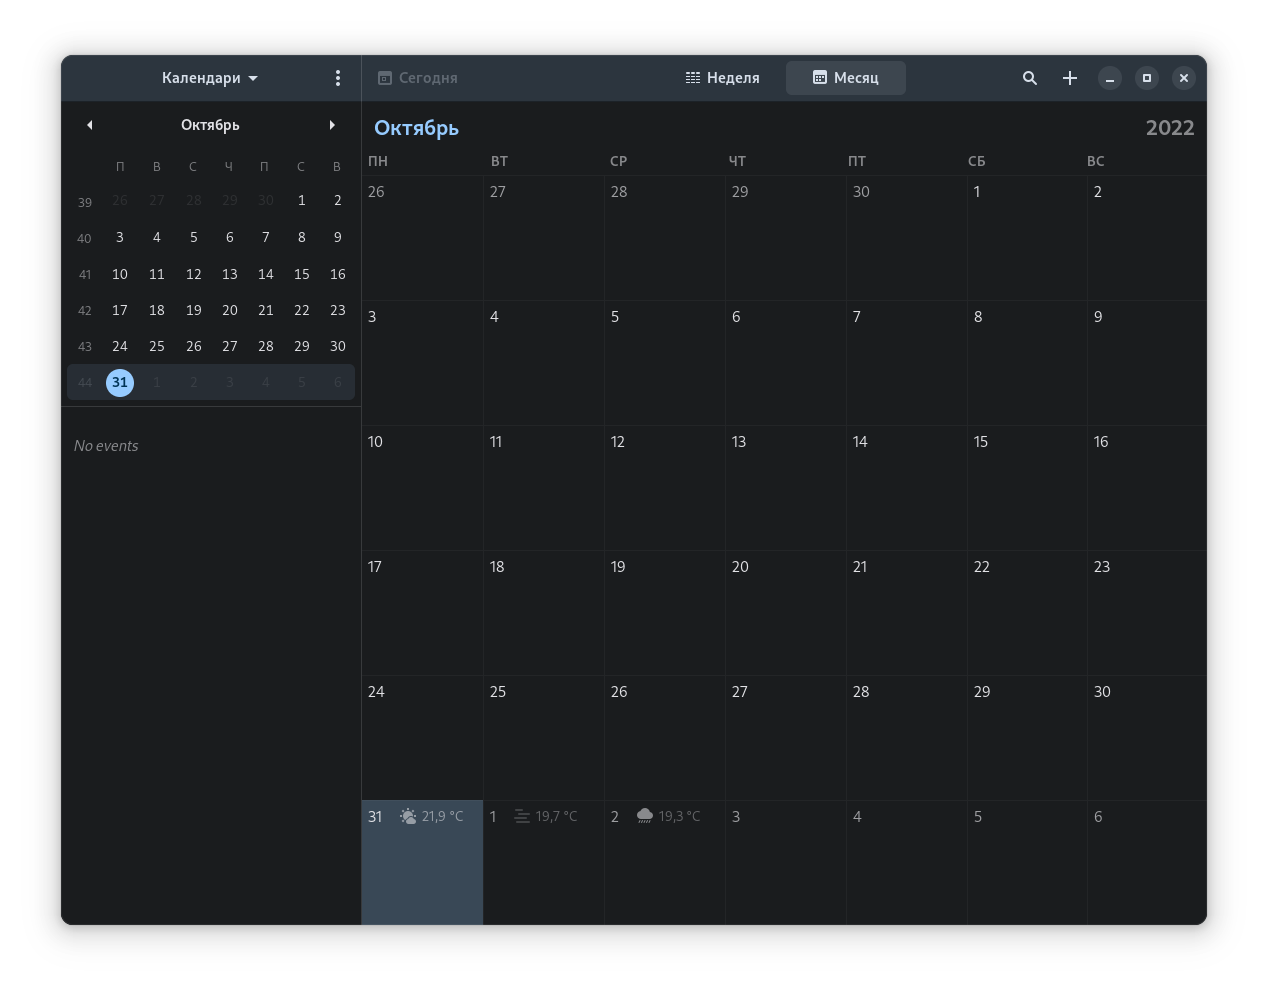 Календари
Сегодня Неделя Месяц
Октябрь
П В С Ч П С В
39 26 27 28 29 30 1 2
40 3 4 5 6 7 8 9
41 10 11 12 13 14 15 16
42 17 18 19 20 21 22 23
43 24 25 26 27 28 29 30
44 31 1 2 3 4 5 6
No events
Октябрь 2022
ПН ВТ СР ЧТ ПТ СБ ВС
26 27 28 29 30 1 2
3 4 5 6 7 8 9
10 11 12 13 14 15 16
17 18 19 20 21 22 23
24 25 26 27 28 29 30
31 21,9 °C 1 19,7 °C 2 19,3 °C 3 4 5 6